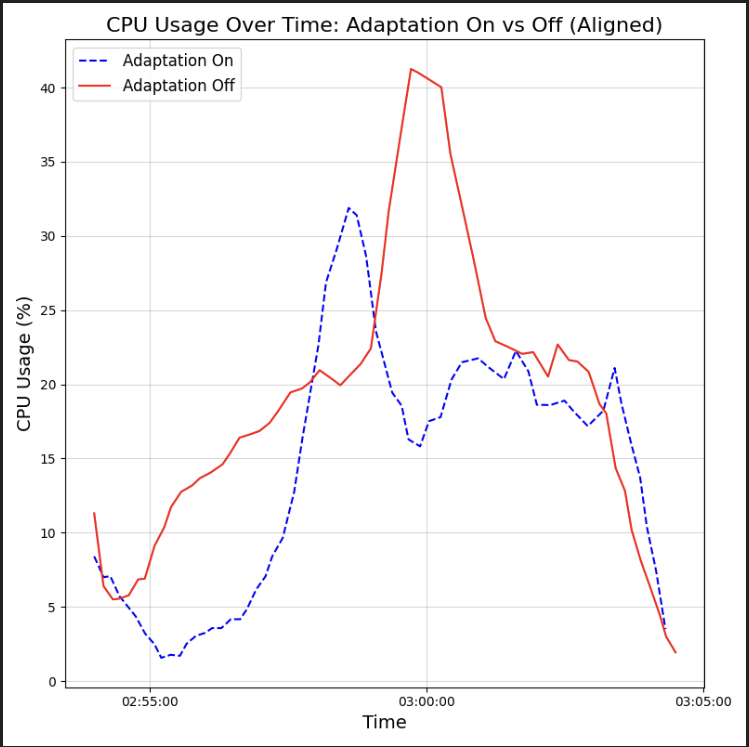 CPU Usage Over Time: Adaptation On vs Off (Aligned)
Adaptation On
Adaptation Off
CPU Usage (%)
40
35
30
25
20
15
10
5
0
02:55:00
03:00:00
03:05:00
Time